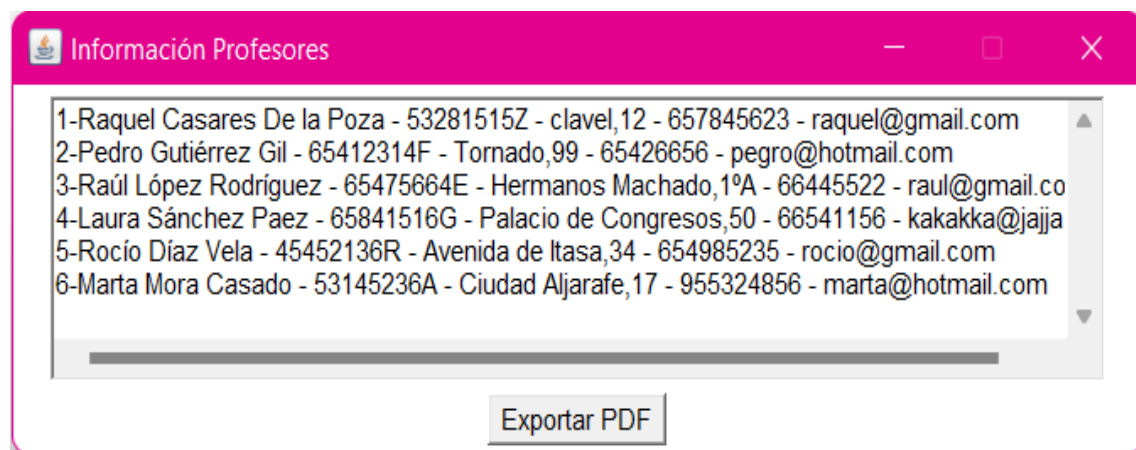 Información Profesores
1-Raquel Casares De la Poza - 53281515Z - clavel,12 - 657845623 - raquel@gmail.com
2-Pedro Gutiérrez Gil - 65412314F - Tornado,99 - 65426656 - pegro@hotmail.com
3-Raúl López Rodríguez - 65475664E - Hermanos Machado,1ºA - 66445522 - raul@gmail.co
4-Laura Sánchez Paez - 65841516G - Palacio de Congresos,50 - 66541156 - kakakka@jajja
5-Rocío Díaz Vela - 45452136R - Avenida de Itasa,34 - 654985235 - rocio@gmail.com
6-Marta Mora Casado - 53145236A - Ciudad Aljarafe,17 - 955324856 - marta@hotmail.com
Exportar PDF